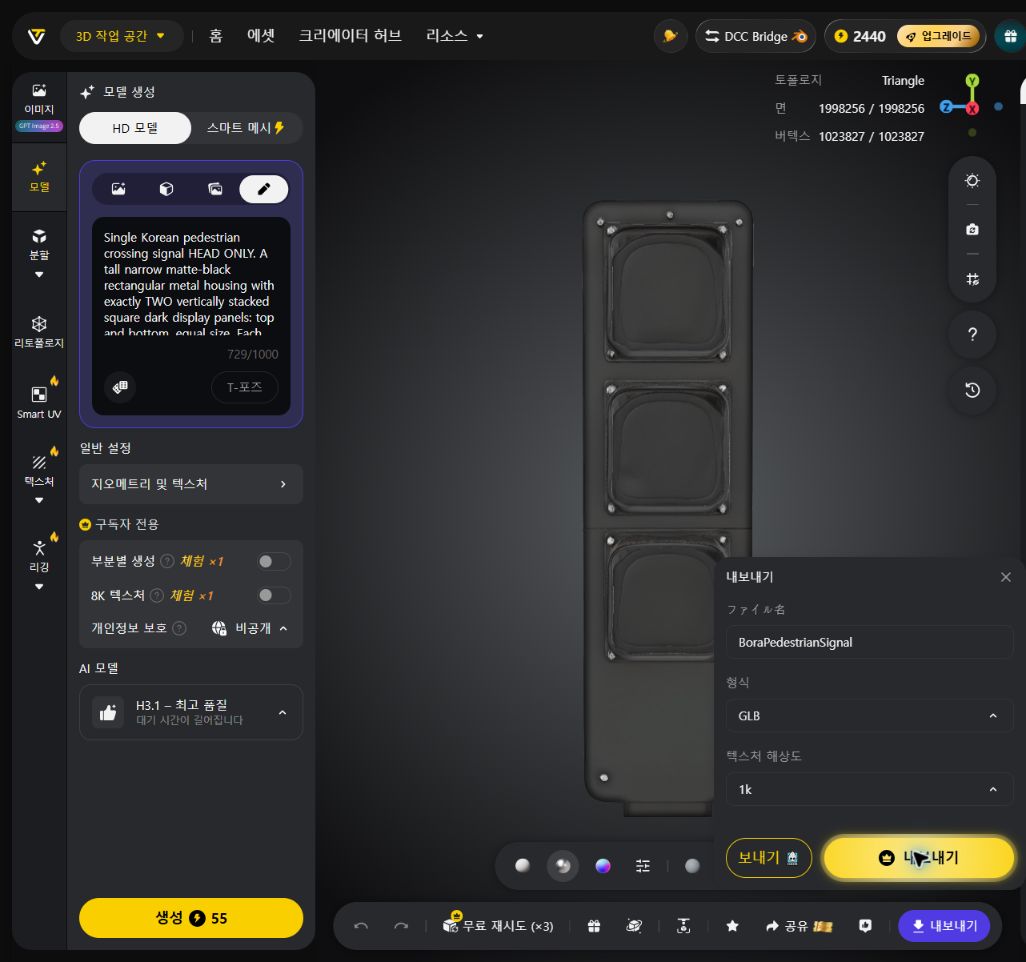 3D 작업 공간
홈
에셋
크리에이터 허브
리소스
DCC Bridge
2440
업그레이드
이미지
GPT Image 2.5
모델
분할
리토폴로지
Smart UV
텍스처
리깅
모델 생성
HD 모델
스마트 메시
Single Korean pedestrian
crossing signal HEAD ONLY. A
tall narrow matte-black
rectangular metal housing with
exactly TWO vertically stacked
square dark display panels: top
and bottom, equal size. Each
729/1000
T-포즈
일반 설정
지오메트리 및 텍스처
구독자 전용
부분별 생성 ? 체험 ×1
8K 텍스처 ? 체험 ×1
개인정보 보호 ? 비공개
AI 모델
H3.1 – 최고 품질
대기 시간이 길어집니다
생성 55
토폴로지 Triangle
면 1998256 / 1998256
버텍스 1023827 / 1023827
Y
Z
X
?
내보내기
ファイル名
BoraPedestrianSignal
형식
GLB
텍스처 해상도
1k
보내기
내보내기
무료 재시도 (×3)
공유
내보내기